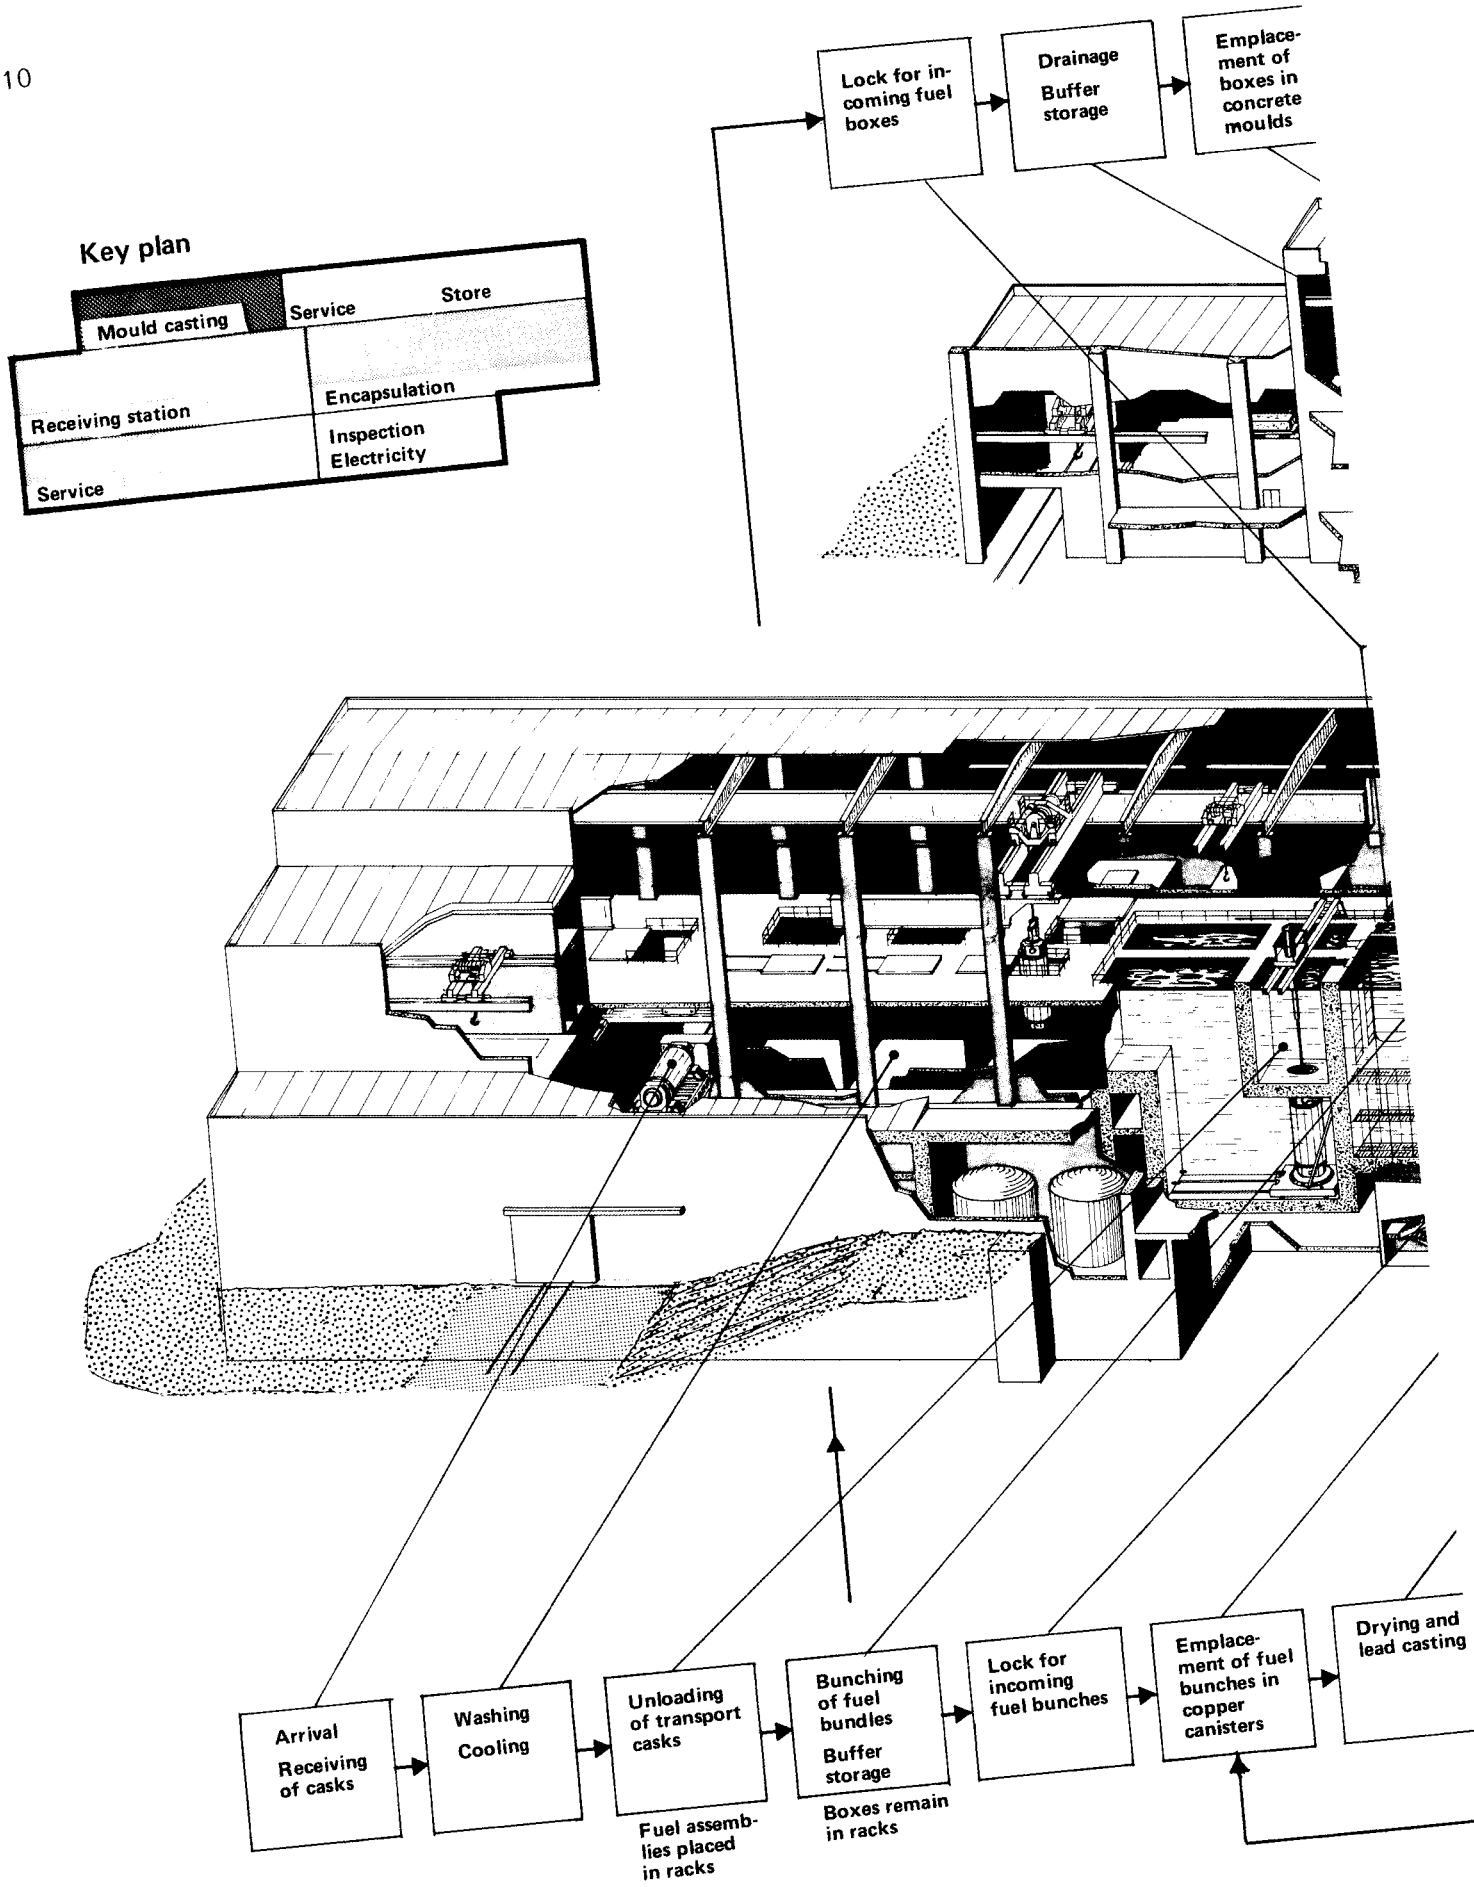 10
Lock for in-
coming fuel
boxes
Drainage
Buffer
storage
Emplace-
ment of
boxes in
concrete
moulds
Key plan
Mould casting
Service
Store
Receiving station
Encapsulation
Inspection
Electricity
Service
Arrival
Receiving
of casks
Washing
Cooling
Unloading
of transport
casks
Fuel assemb-
lies placed
in racks
Bunching
of fuel
bundles
Buffer
storage
Boxes remain
in racks
Lock for
incoming
fuel bunches
Emplace-
ment of fuel
bunches in
copper
canisters
Drying and
lead casting